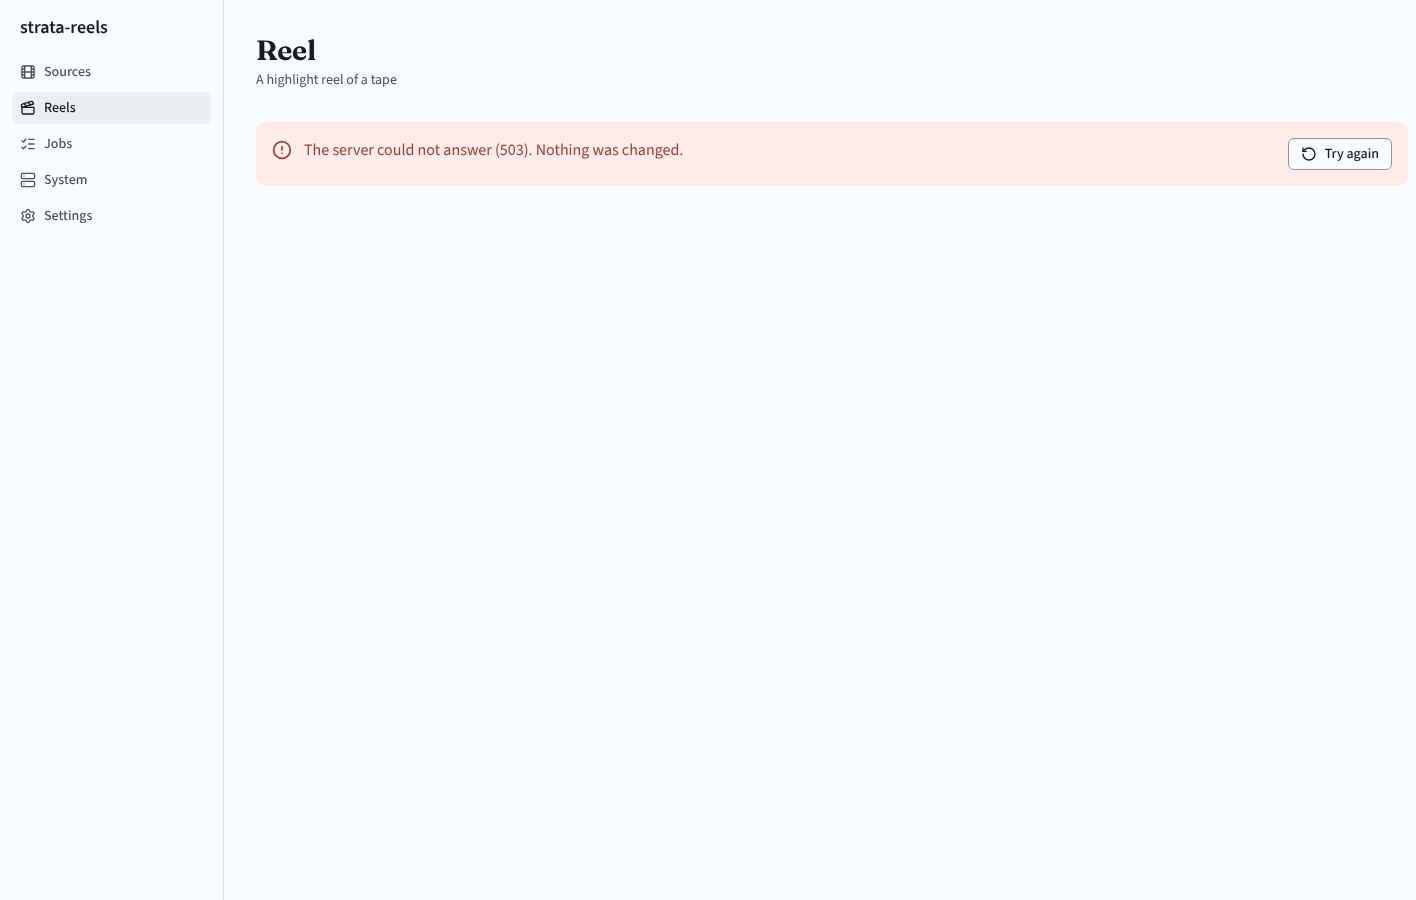 strata-reels
Sources
Reels
Jobs
System
Settings
Reel
A highlight reel of a tape
The server could not answer (503). Nothing was changed.
Try again